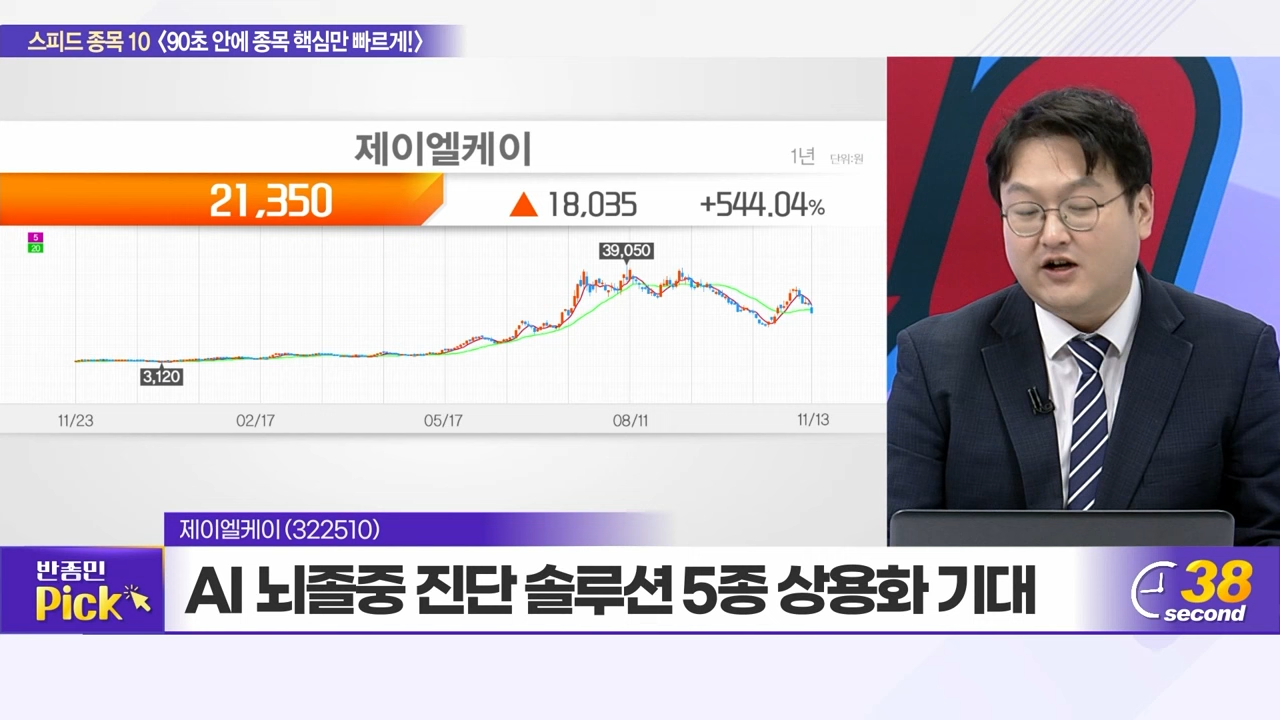 스피드 종목 10 <90초 안에 종목 핵심만 빠르게!>
제이엘케이
1년 단위:원
21,350 ▲ 18,035 +544.04%
5
20
39,050
3,120
11/23 02/17 05/17 08/11 11/13
제이엘케이(322510)
반종민
Pick
AI 뇌졸중 진단 솔루션 5종 상용화 기대
38
second